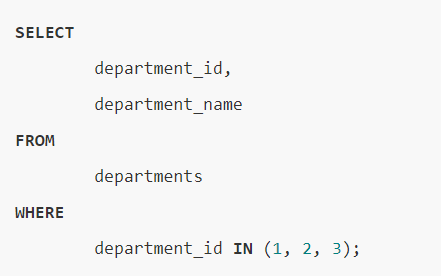 SELECT
department_id,
department_name
FROM
departments
WHERE
department_id IN (1, 2, 3);